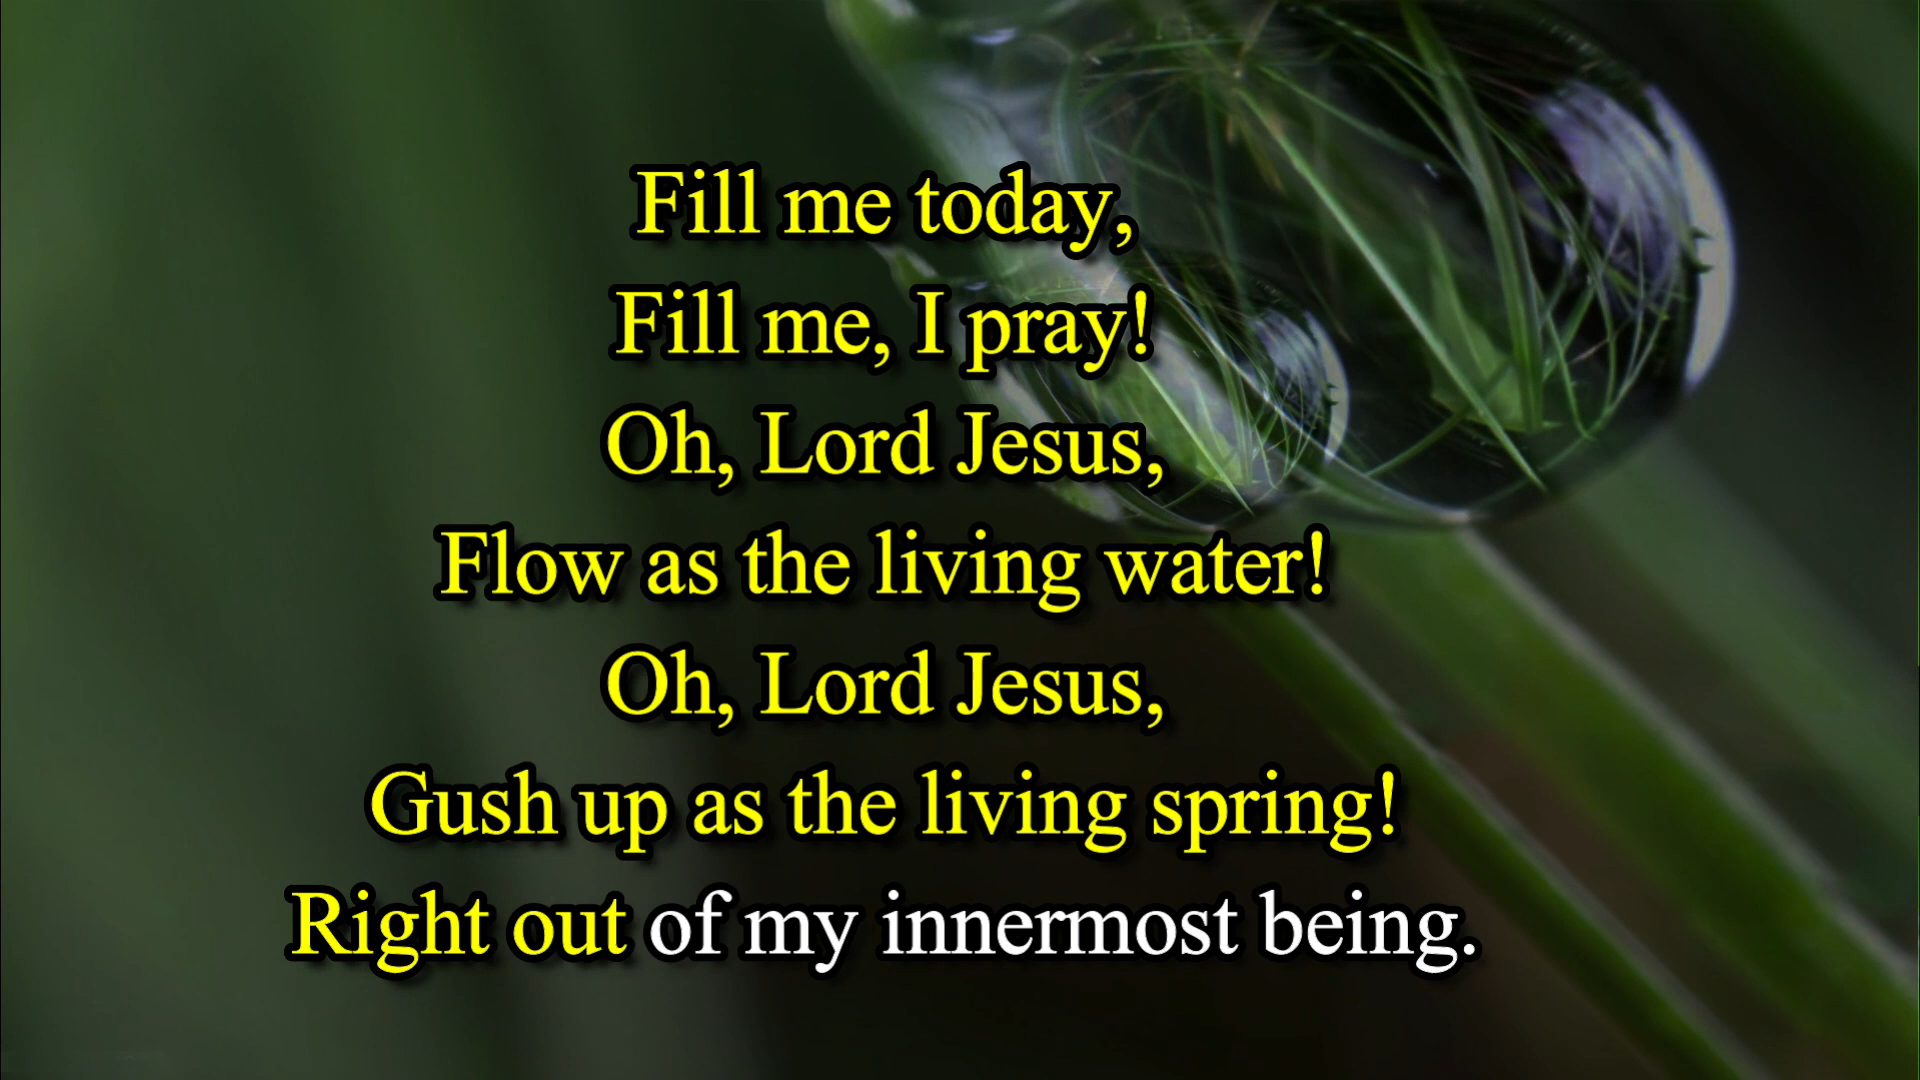 Fill me today,
Fill me, I pray!
Oh, Lord Jesus,
Flow as the living water!
Oh, Lord Jesus,
Gush up as the living spring!
Right out of my innermost being.